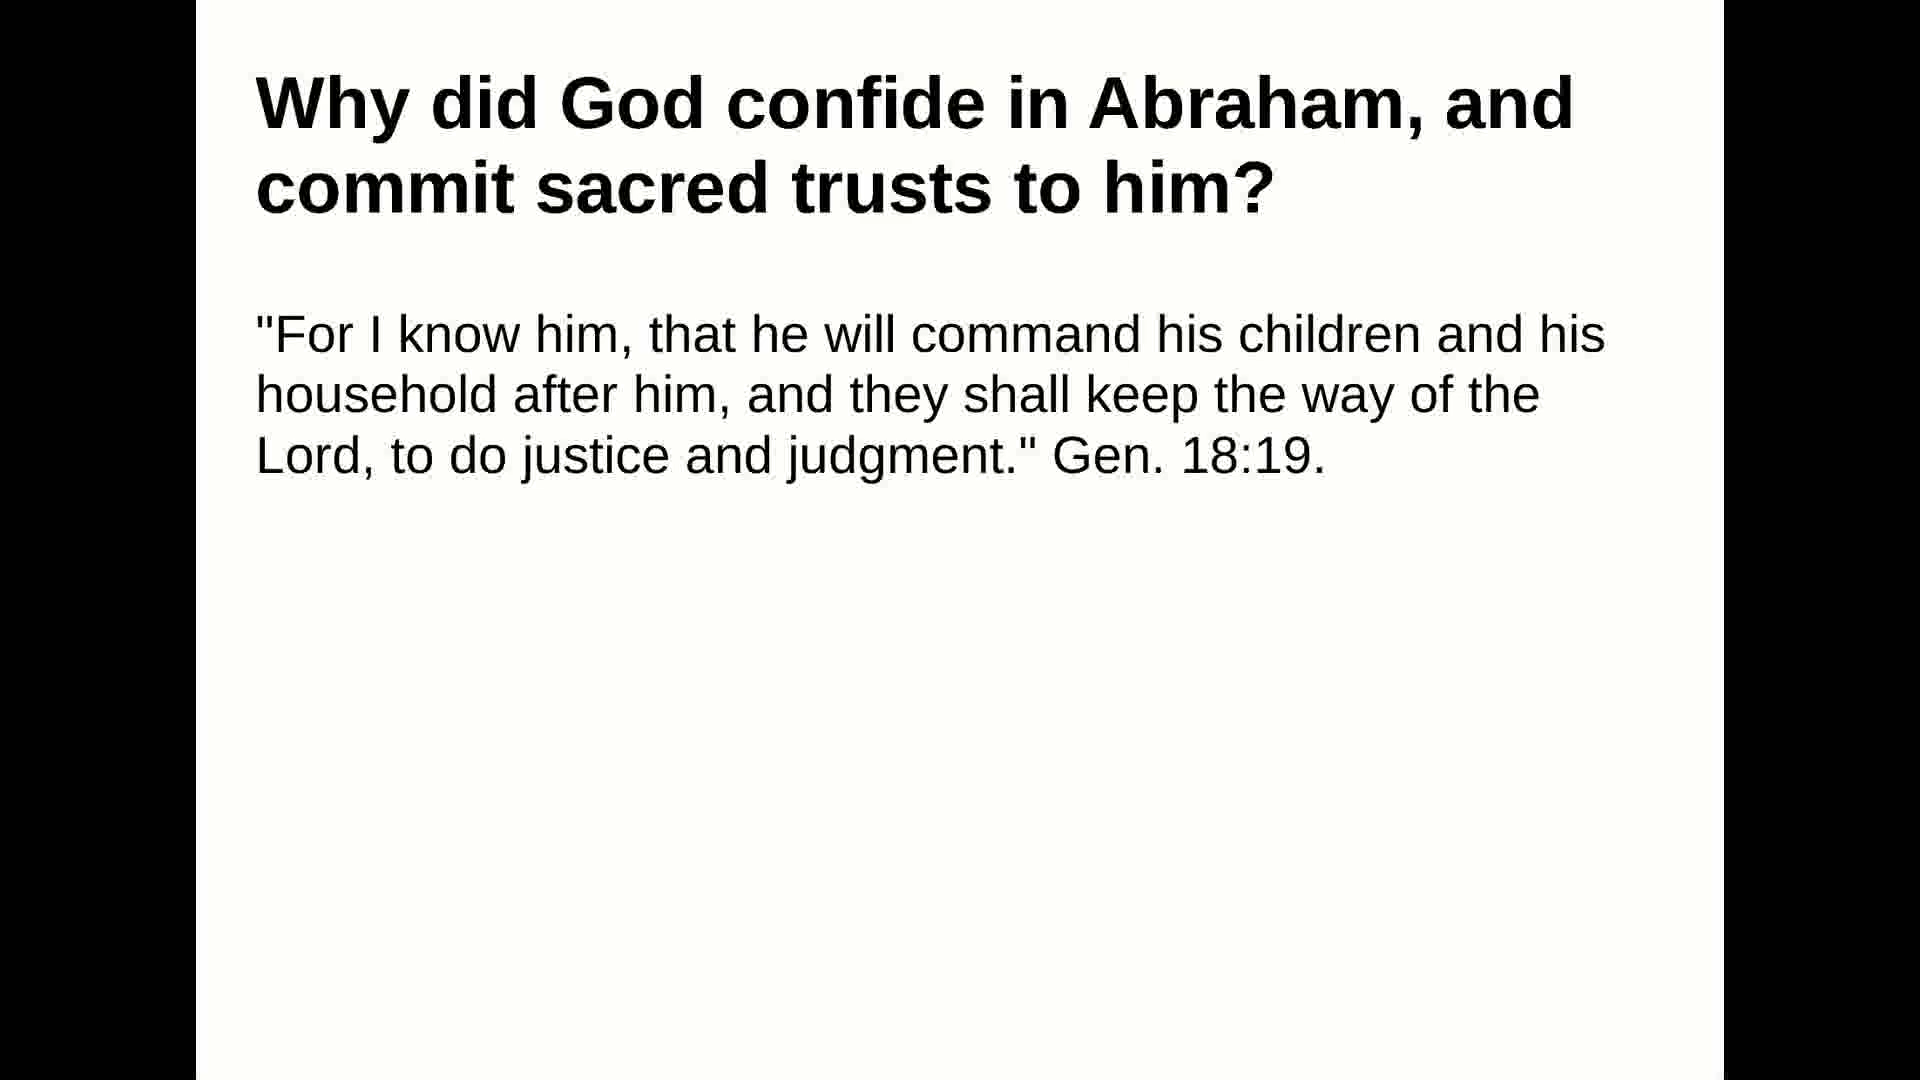 Why did God confide in Abraham, and
commit sacred trusts to him?
"For I know him, that he will command his children and his
household after him, and they shall keep the way of the
Lord, to do justice and judgment." Gen. 18:19.